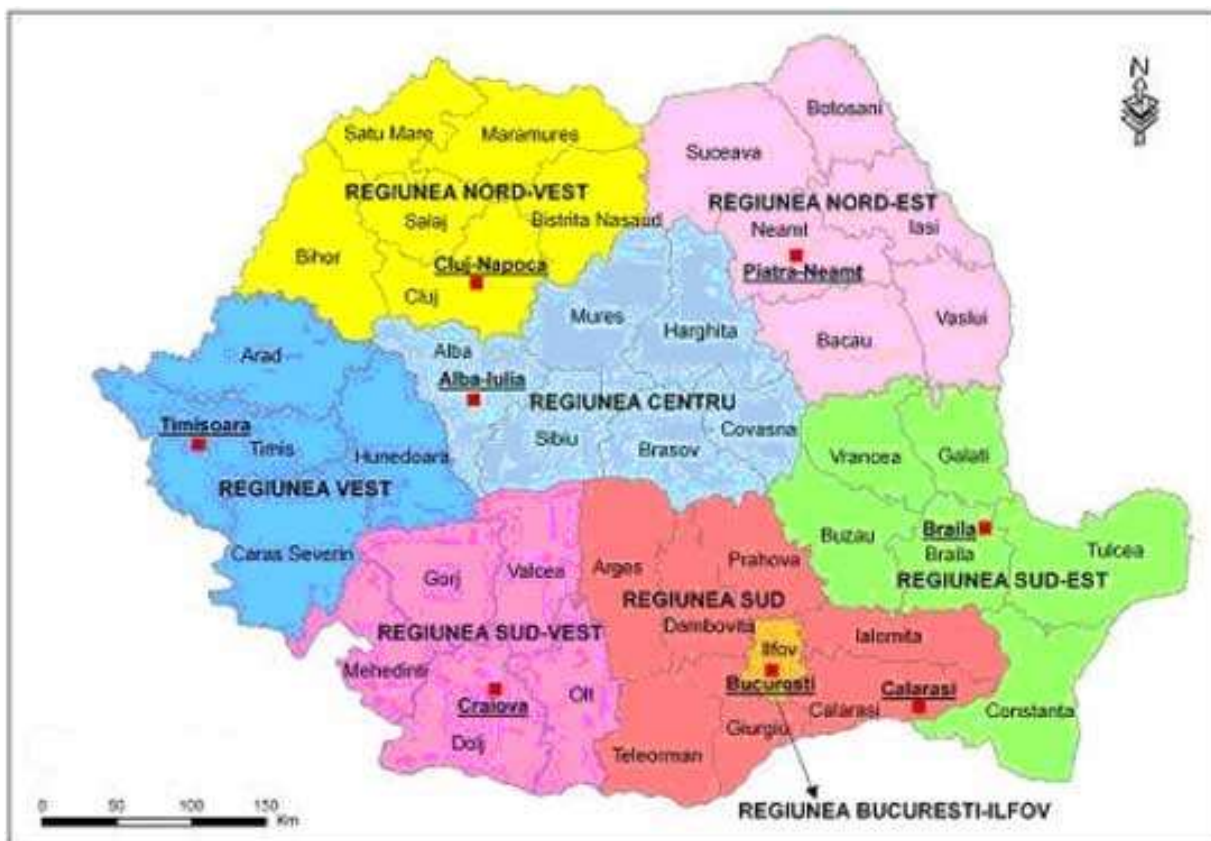 N
Botosani
Satu Mare
Maramures
Suceava
REGIUNEA NORD-VEST
REGIUNEA NORD-EST
Salaj
Bistrita Nasaud
Neamt
Iasi
Bihor
Cluj-Napoca
Piatra-Neamt
Cluj
Mures
Harghita
Vaslui
Bacau
Arad
Alba
Alba-Iulia
REGIUNEA CENTRU
Timisoara
Timis
Hunedoara
Sibiu
Brasov
Covasna
Vrancea
Galati
REGIUNEA VEST
Braila
Buzau
Braila
Tulcea
Caras Severin
Gorj
Valcea
Arges
Prahova
REGIUNEA SUD-EST
REGIUNEA SUD
REGIUNEA SUD-VEST
Dambovita
Ilfov
Ialomita
Mehedinti
Craiova
Olt
Bucuresti
Calarasi
Calarasi
Constanta
Dolj
Giurgiu
Teleorman
0 50 100 150
Km
REGIUNEA BUCURESTI-ILFOV